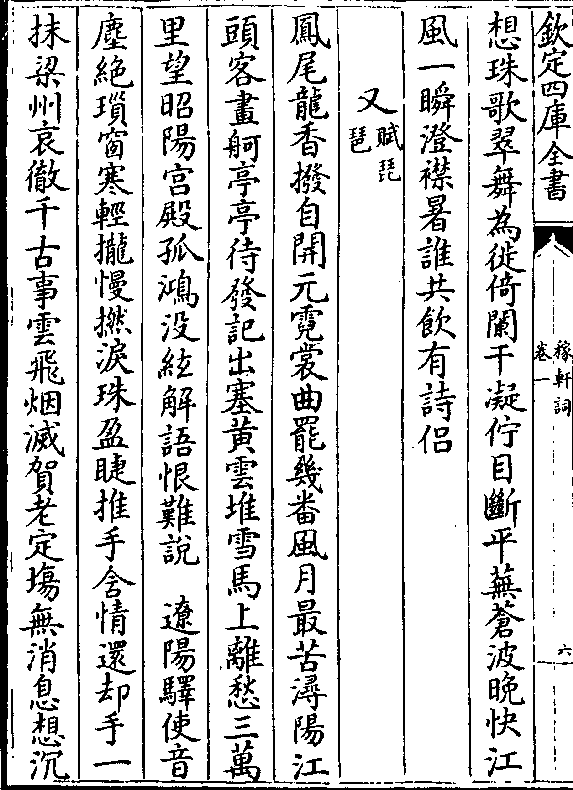 欽定四庫全書
稼軒詞
卷一
六
想珠歌翠舞為徙倚闌干凝佇目斷平蕪蒼波晚快江
風一瞬澄襟暑誰共飲有詩侶
又賦琵琶
鳳尾龍香撥自開元霓裳曲罷幾番風月最苦潯陽江
頭客畫舸亭亭待發記出塞黃雲堆雪馬上離愁三萬
里望昭陽宮殿孤鴻没絃解語恨難說　遼陽驛使音
塵絶瑣窗寒輕攏慢撚淚珠盈睫推手含情還却手一
抹梁州哀徹千古事雲飛烟滅賀老定塲無消息想沉